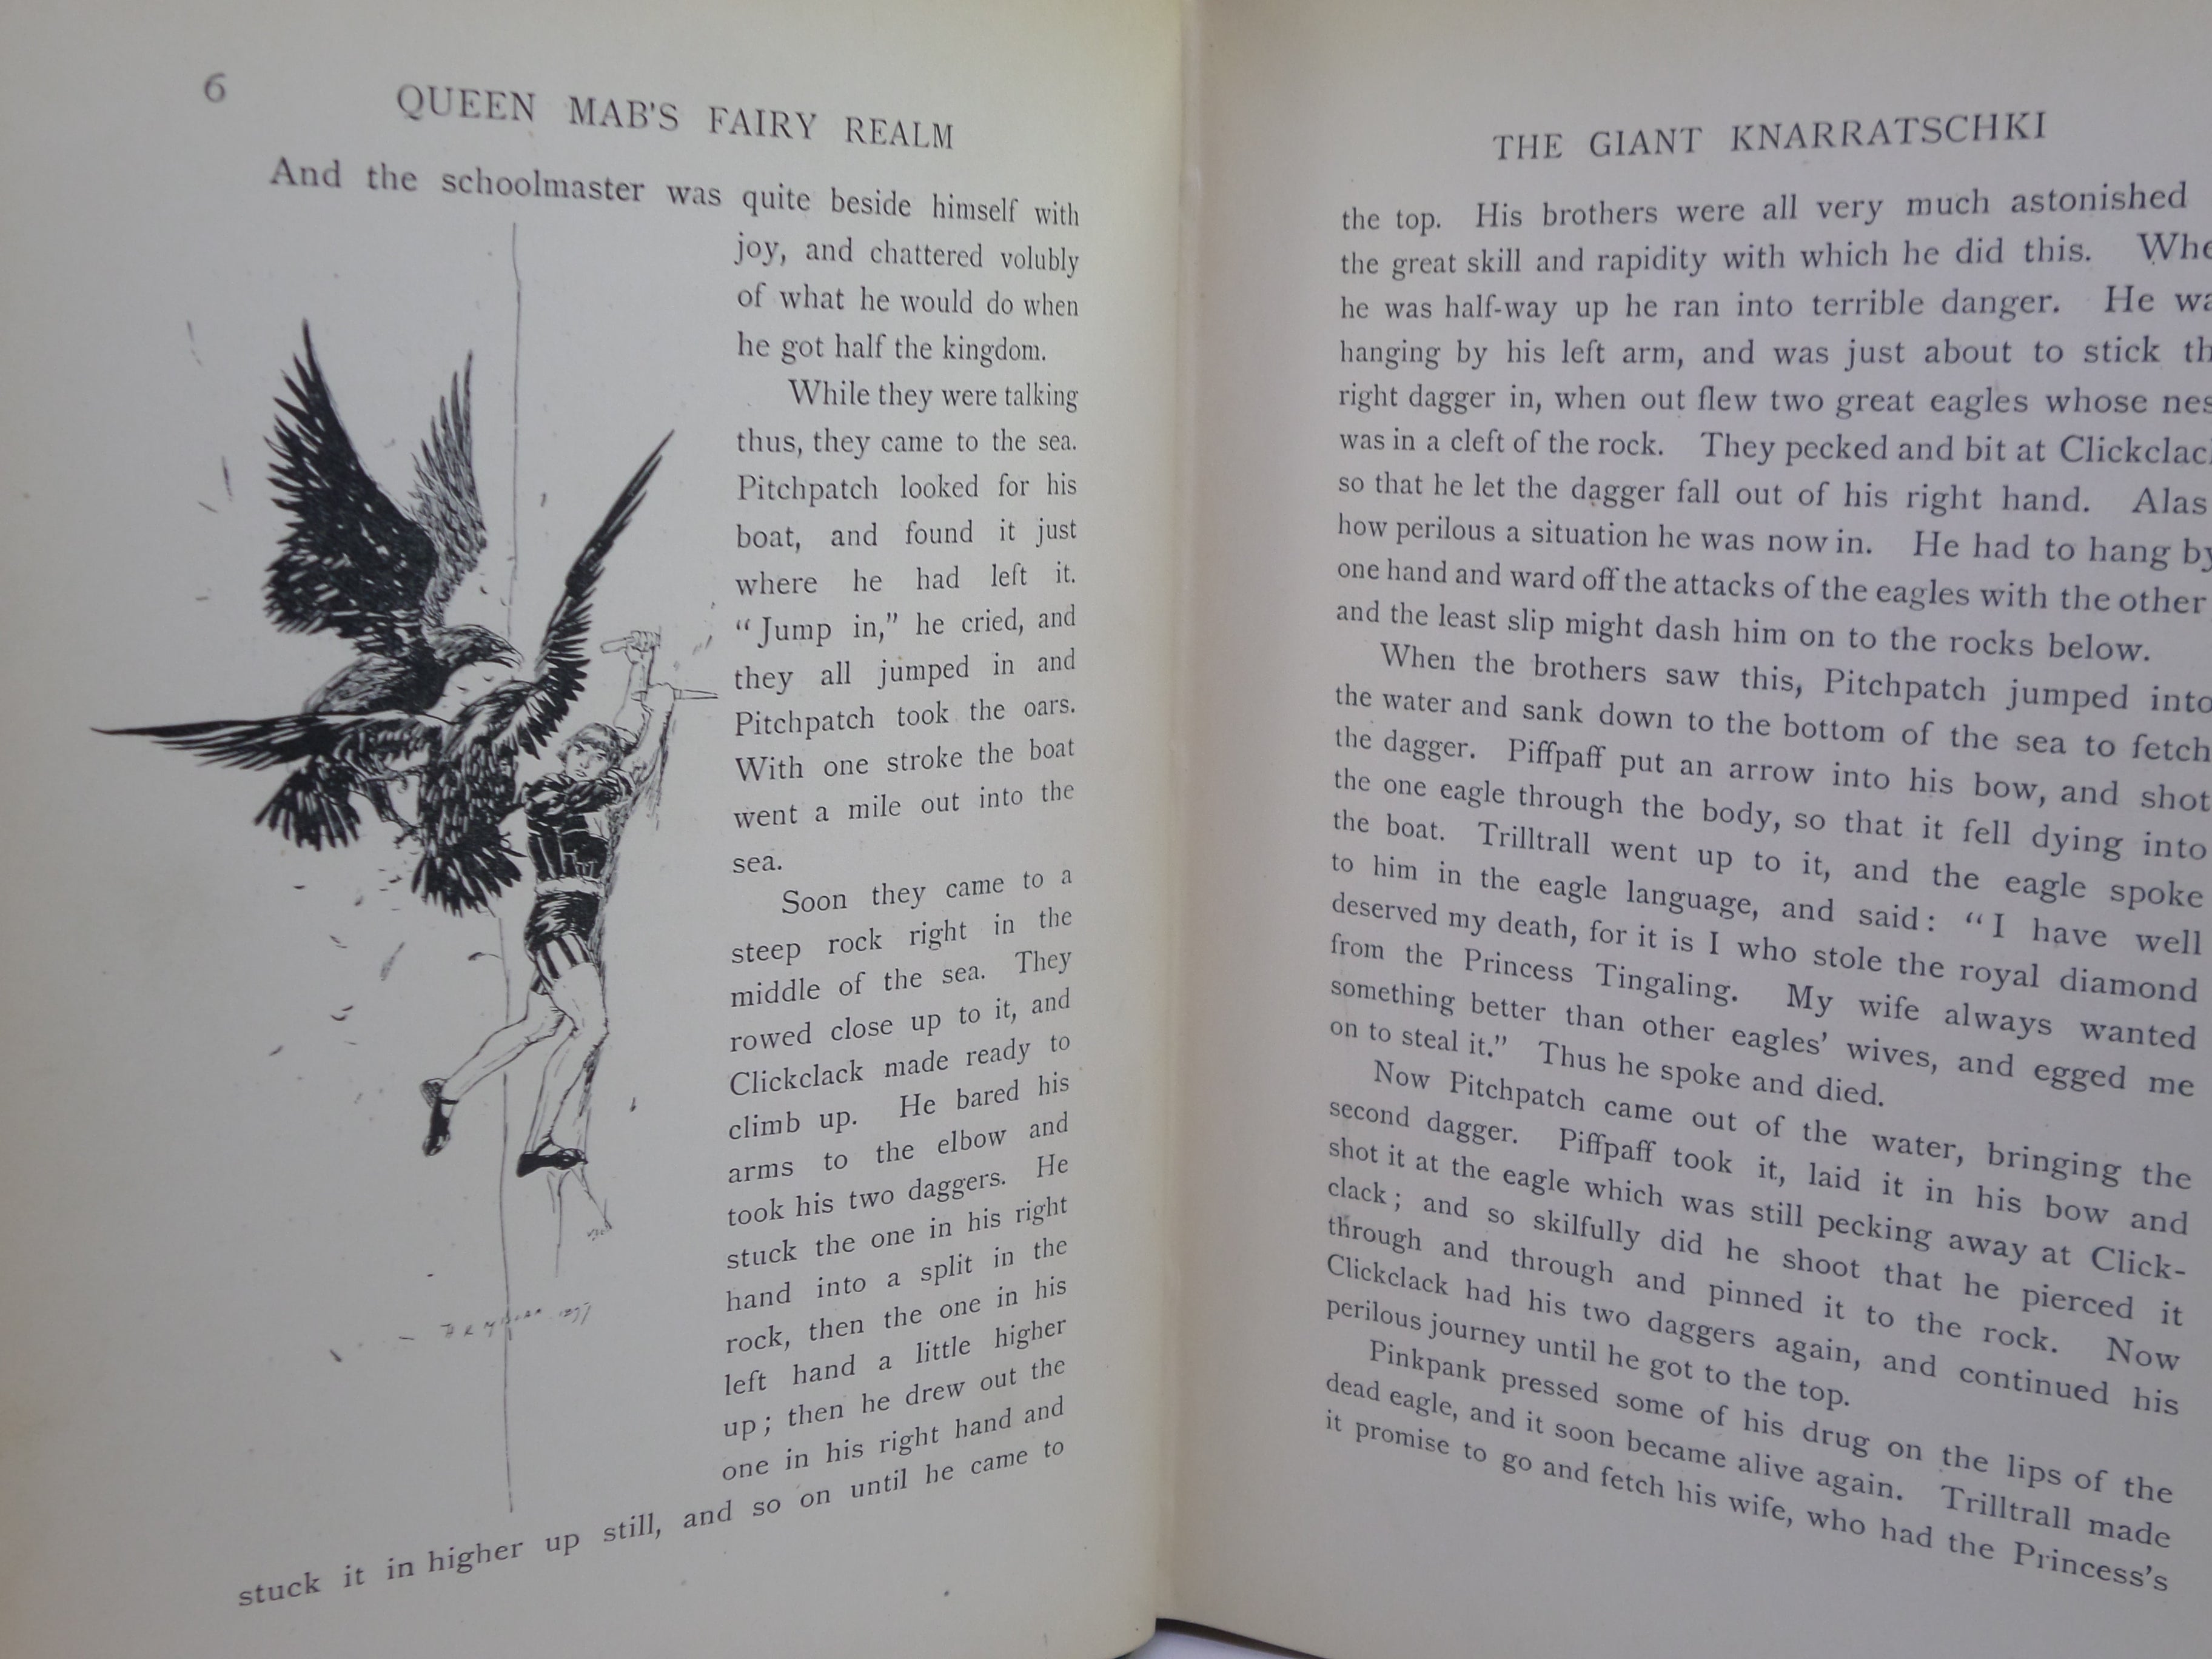 6
QUEEN MAB'S FAIRY REALM
And the schoolmaster was quite beside himself with
joy, and chattered volubly
of what he would do when
he got half the kingdom.
While they were talking
thus, they came to the sea.
Pitchpatch looked for his
boat, and found it just
where he had left it.
“Jump in,” he cried, and
they all jumped in and
Pitchpatch took the oars.
With one stroke the boat
went a mile out into the
sea.
Soon they came to a
steep rock right in the
middle of the sea. They
rowed close up to it, and
Clickclack made ready to
climb up. He bared his
arms to the elbow and
took his two daggers. He
stuck the one in his right
hand into a split in the
rock, then the one in his
left hand a little higher
up; then he drew out the
one in his right hand and
stuck it in higher up still, and so on until he came to
THE GIANT KNARRATSCHKI
the top. His brothers were all very much astonished
the great skill and rapidity with which he did this.
he was half-way up he ran into terrible danger. He
hanging by his left arm, and was just about to stick
right dagger in, when out flew two great eagles whose
was in a cleft of the rock. They pecked and bit at Clickclac
so that he let the dagger fall out of his right hand. Alas
how perilous a situation he was now in. He had to hang by
one hand and ward off the attacks of the eagles with the other
and the least slip might dash him on to the rocks below.
When the brothers saw this, Pitchpatch jumped into
the water and sank down to the bottom of the sea to fetch
the dagger. Piffpaff put an arrow into his bow, and shot
the one eagle through the body, so that it fell dying into
the boat. Trilltrall went up to it, and the eagle spoke
to him in the eagle language, and said: “I have well
deserved my death, for it is I who stole the royal diamond
from the Princess Tingaling. My wife always wanted
something better than other eagles' wives, and egged me
on to steal it.” Thus he spoke and died.
Now Pitchpatch came out of the water, bringing the
second dagger. Piffpaff took it, laid it in his bow and
shot it at the eagle which was still pecking away at Click-
clack; and so skilfully did he shoot that he pierced it
through and through and pinned it to the rock. Now
Clickclack had his two daggers again, and continued his
perilous journey until he got to the top.
Pinkpank pressed some of his drug on the lips of the
dead eagle, and it soon became alive again. Trilltrall made
it promise to go and fetch his wife, who had the Princess's